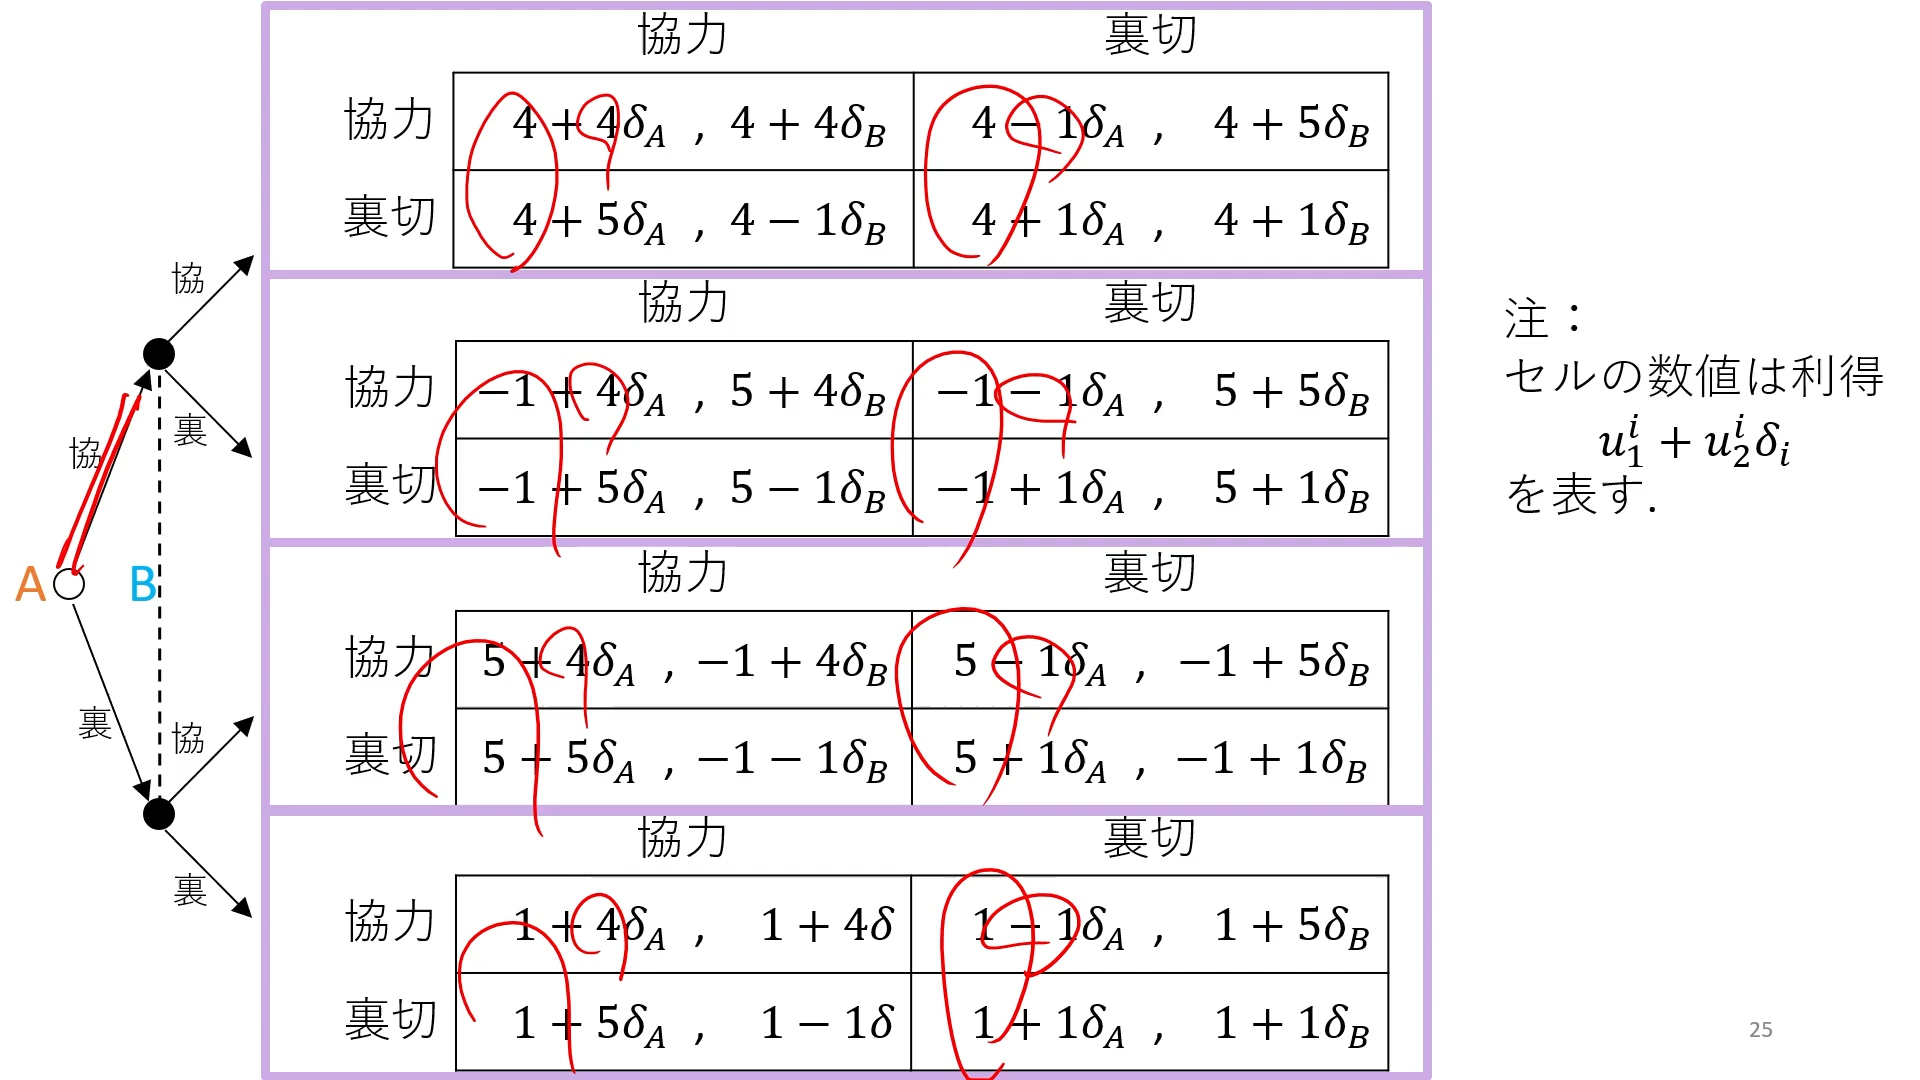 協力 裏切
協力 4 + 4δ_A , 4 + 4δ_B 4 − 1δ_A , 4 + 5δ_B
裏切 4 + 5δ_A , 4 − 1δ_B 4 + 1δ_A , 4 + 1δ_B
協力 裏切
協力 −1 + 4δ_A , 5 + 4δ_B −1 − 1δ_A , 5 + 5δ_B
裏切 −1 + 5δ_A , 5 − 1δ_B −1 + 1δ_A , 5 + 1δ_B
協力 裏切
協力 5 + 4δ_A , −1 + 4δ_B 5 − 1δ_A , −1 + 5δ_B
裏切 5 + 5δ_A , −1 − 1δ_B 5 + 1δ_A , −1 + 1δ_B
協力 裏切
協力 1 + 4δ_A , 1 + 4δ 1 − 1δ_A , 1 + 5δ_B
裏切 1 + 5δ_A , 1 − 1δ 1 + 1δ_A , 1 + 1δ_B
協
裏
協
A B
裏
協
裏
注：
セルの数値は利得
u_1^i + u_2^i δ_i
を表す.
25